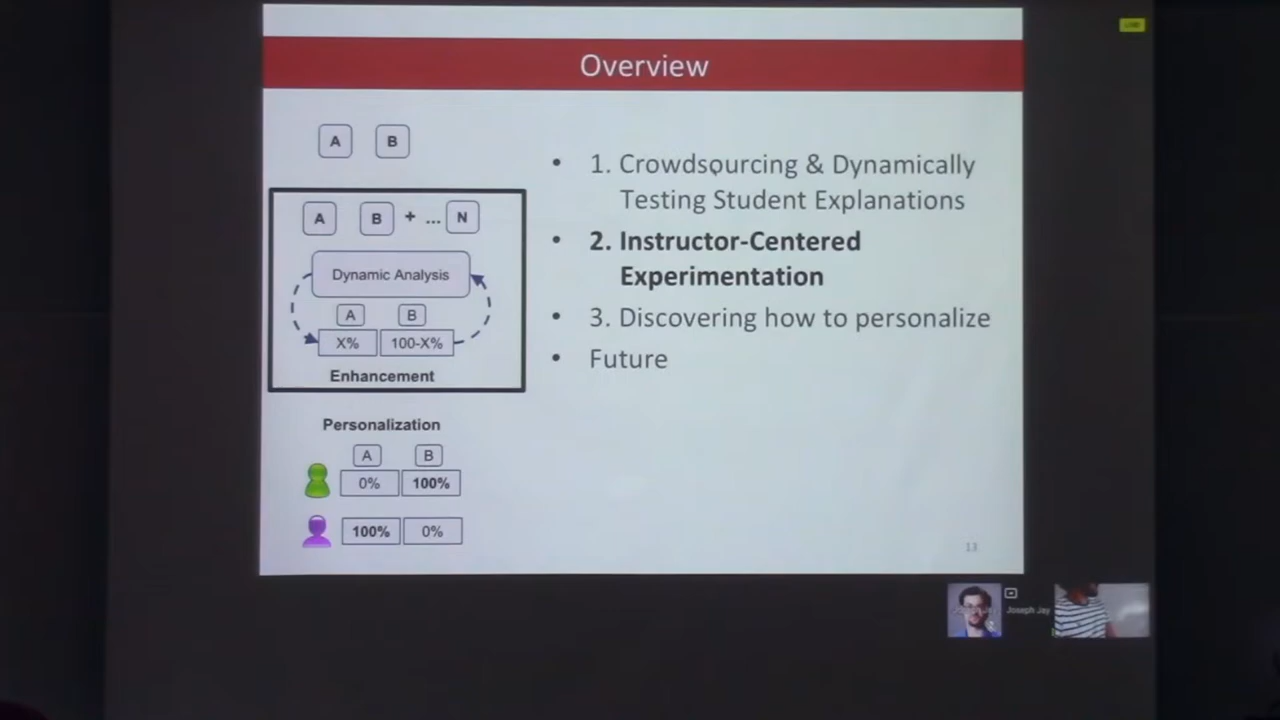 Overview
A B
A B + ... N
Dynamic Analysis
A B
X% 100-X%
Enhancement
Personalization
A B
0% 100%
100% 0%
• 1. Crowdsourcing & Dynamically
Testing Student Explanations
• 2. Instructor-Centered
Experimentation
• 3. Discovering how to personalize
• Future
13
Joseph Jay